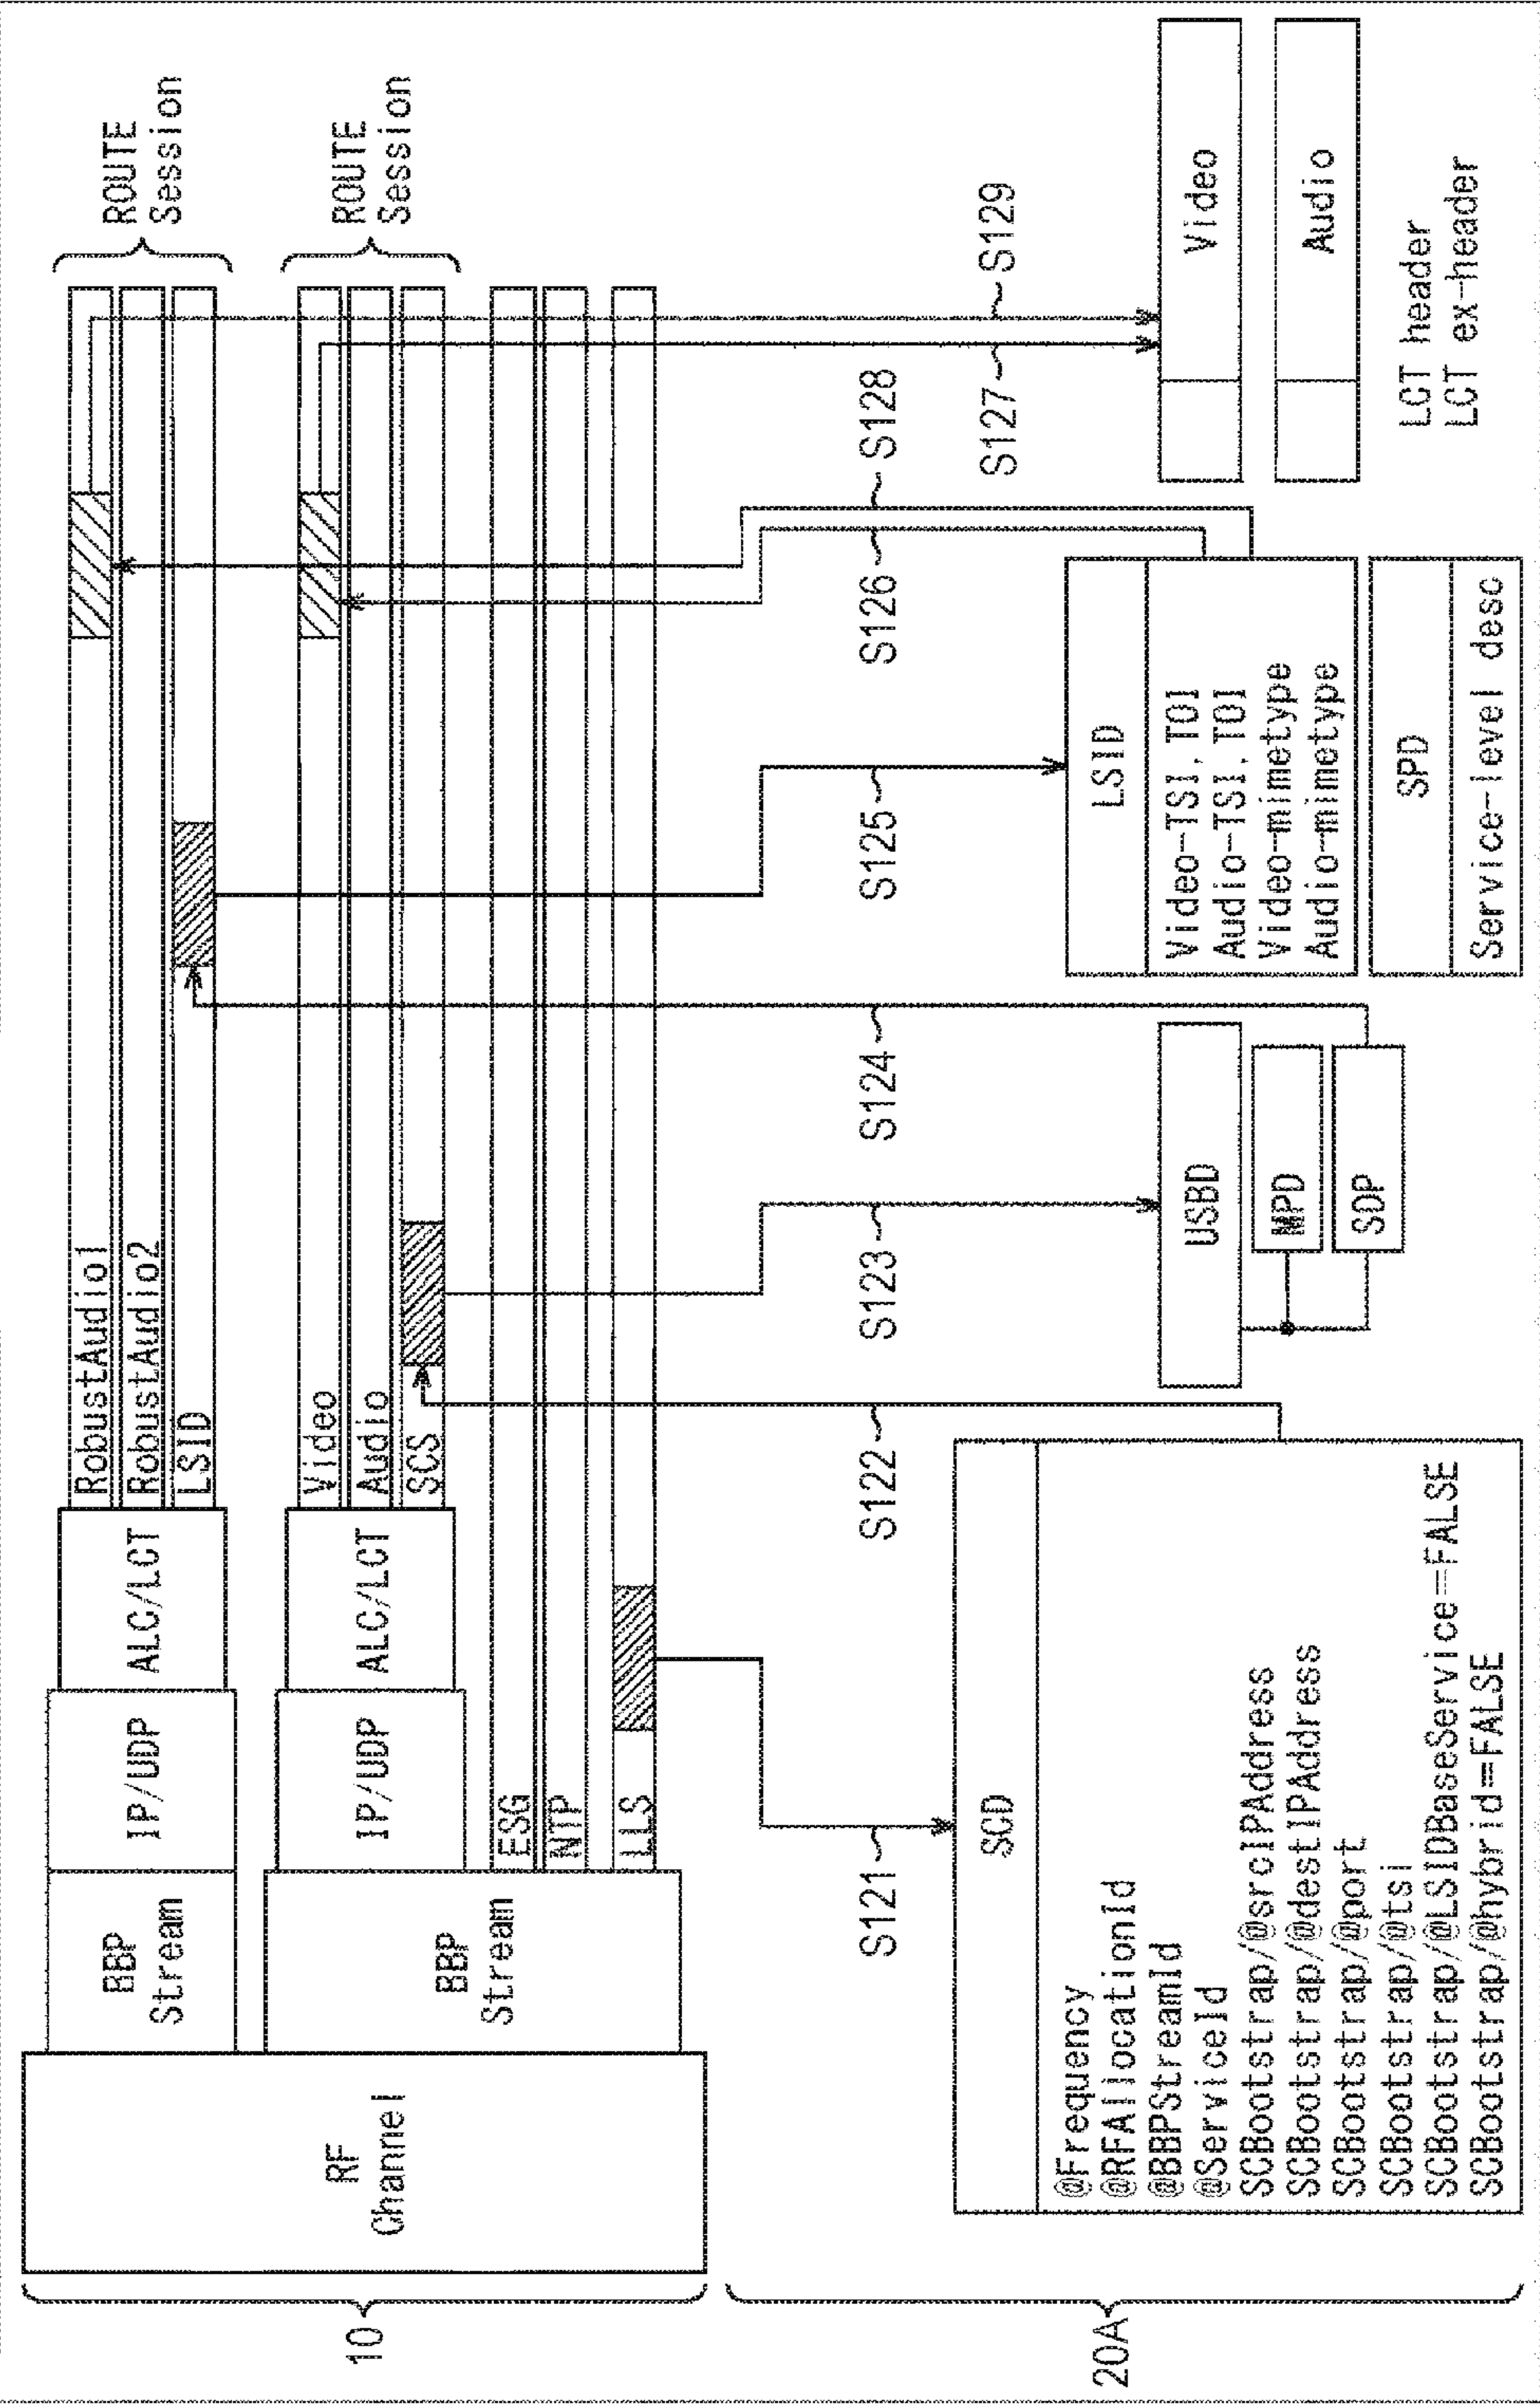 10
RF
Channel
BBP
Stream
IP/UDP
ALC/LCT
RobustAudio1
RobustAudio2
LSID
ROUTE
Session
BBP
Stream
IP/UDP
ALC/LCT
Video
Audio
SCS
ROUTE
Session
ESG
NTP
LLS
S121
S122
S123
S124
S125
S126
S128
S127
S129
20A
SCD
@Frequency
@RFAllocationId
@BBPStreamId
@ServiceId
SCBootstrap/@srcIPAddress
SCBootstrap/@destIPAddress
SCBootstrap/@port
SCBootstrap/@tsi
SCBootstrap/@LSIDBaseService==FALSE
SCBootstrap/@hybrid==FALSE
USBD
MPD
SDP
LSID
Video-TSI, TOI
Audio-TSI, TOI
Video-mimetype
Audio-mimetype
SPD
Service-level desc
Video
Audio
LCT header
LCT ex-header